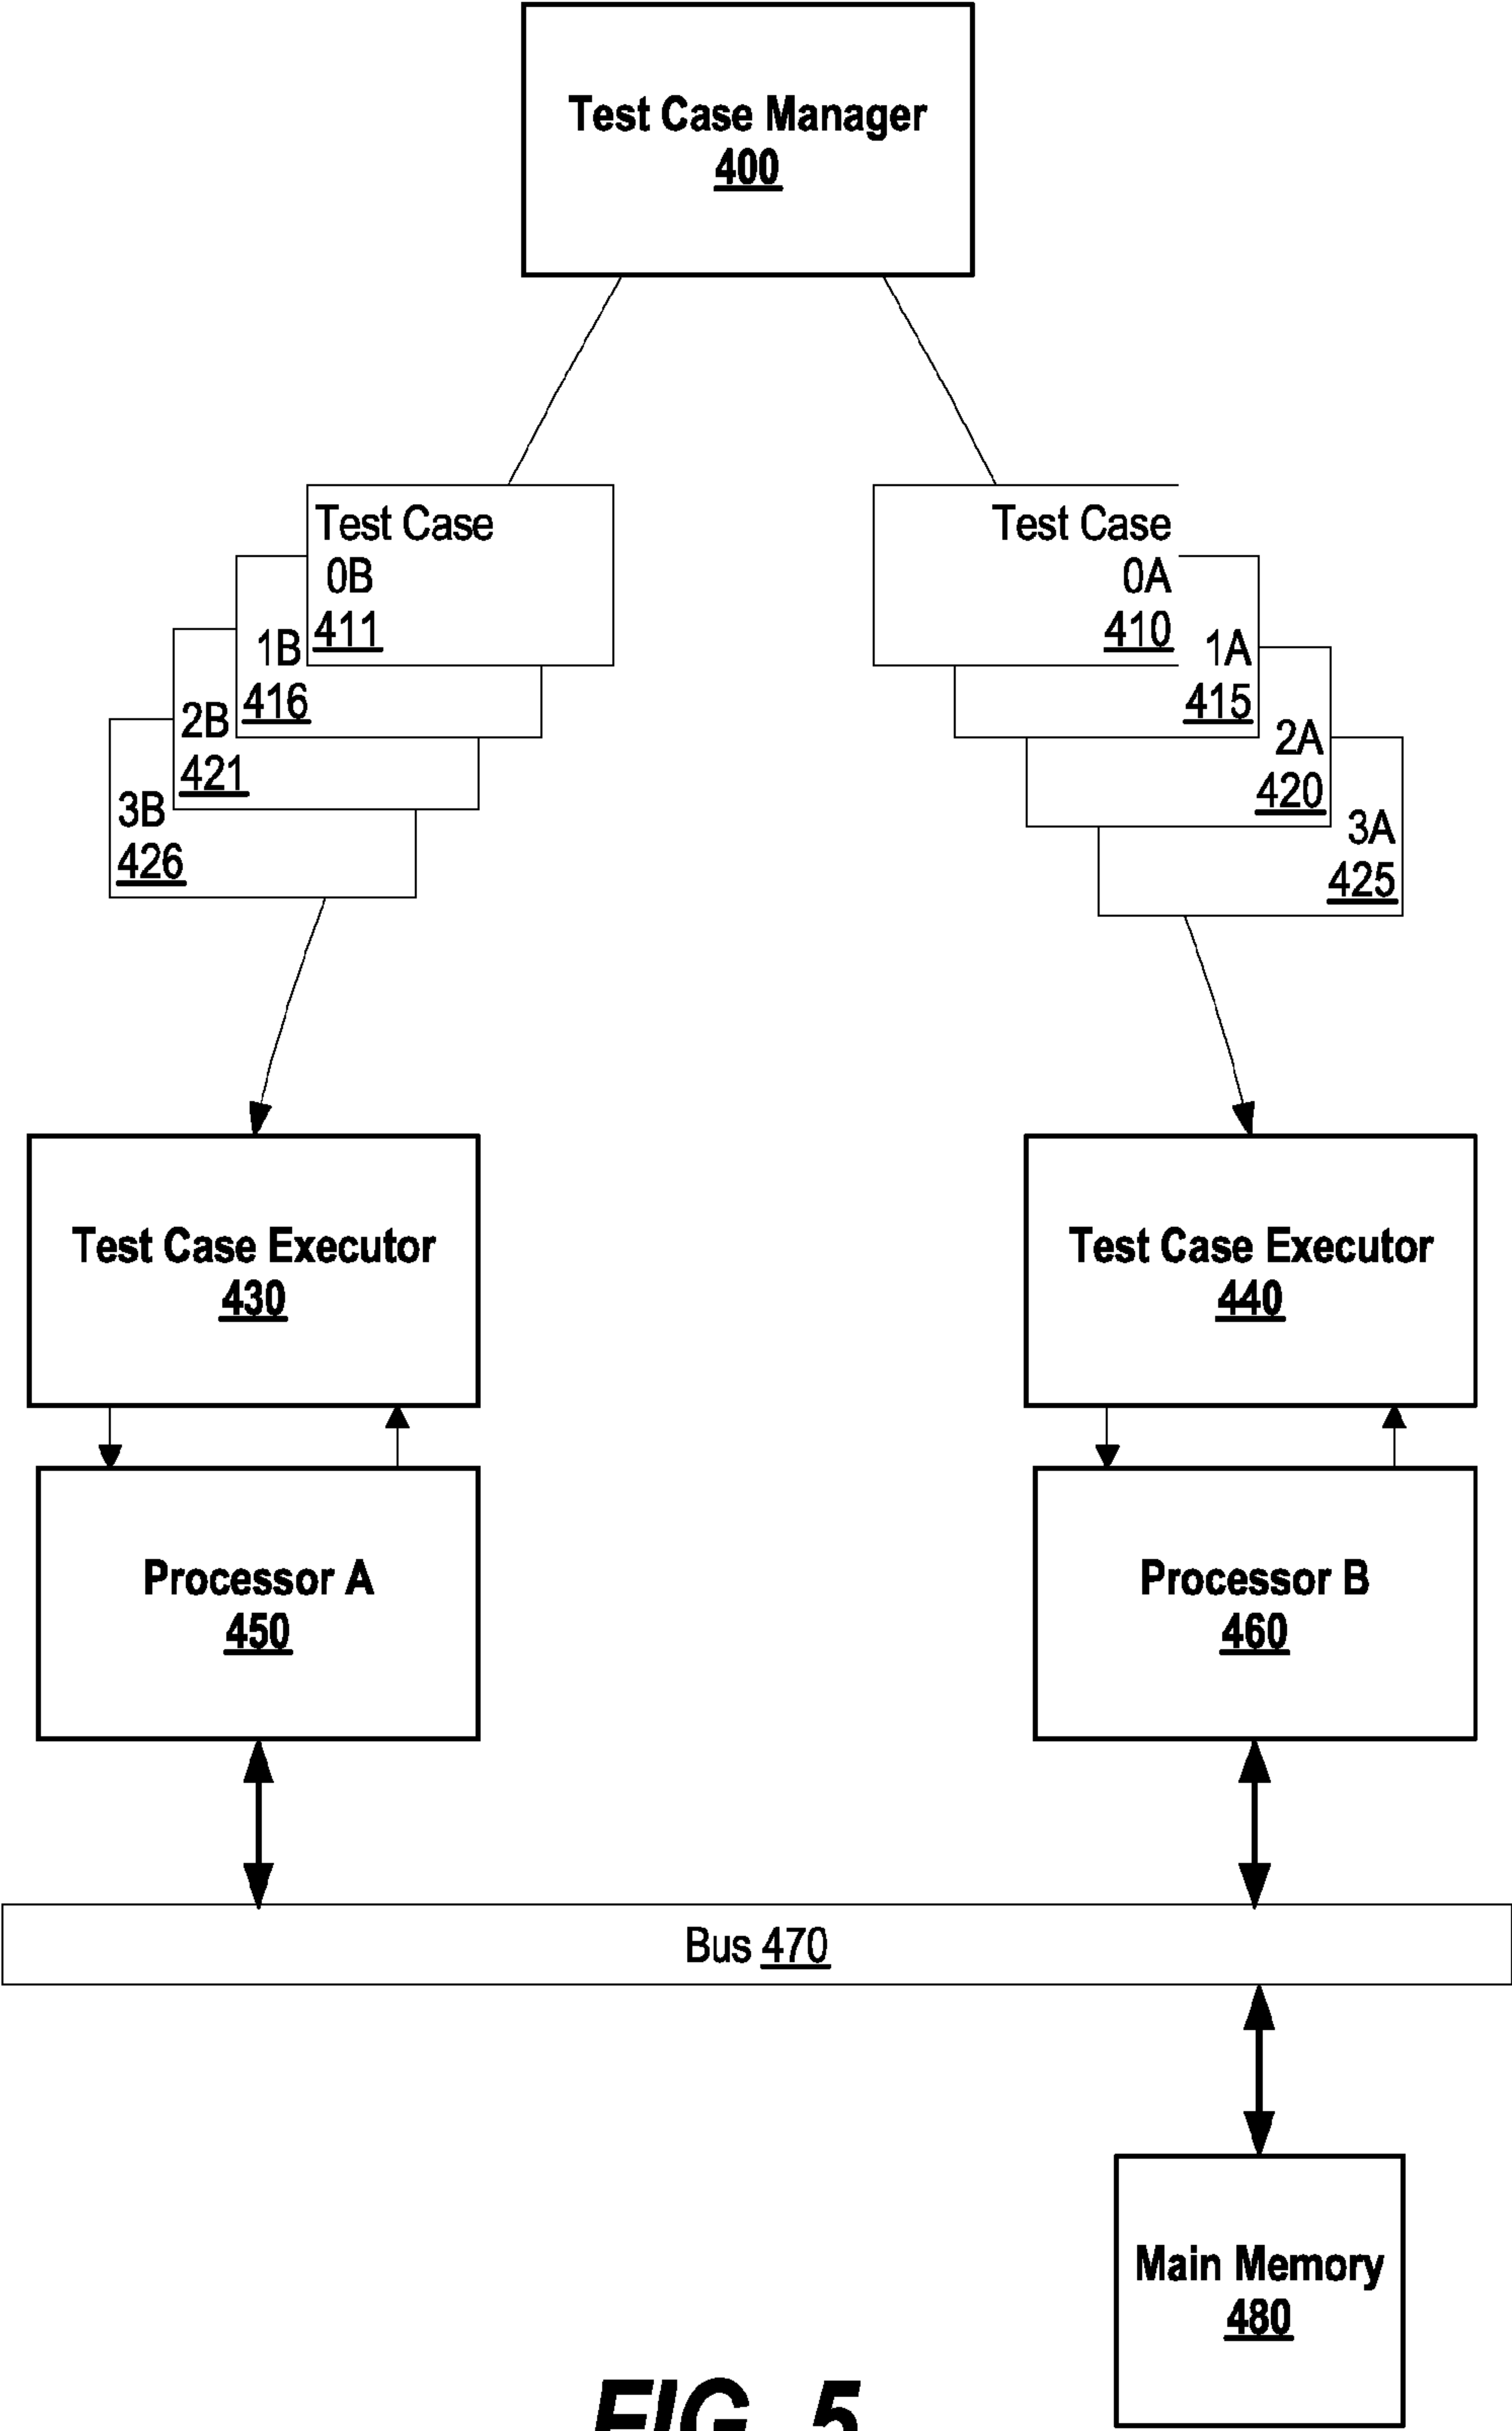 Test Case Manager
400
Test Case
0B
411
1B
416
2B
421
3B
426
Test Case
0A
410
1A
415
2A
420
3A
425
Test Case Executor
430
Test Case Executor
440
Processor A
450
Processor B
460
Bus 470
Main Memory
480
FIG. 5